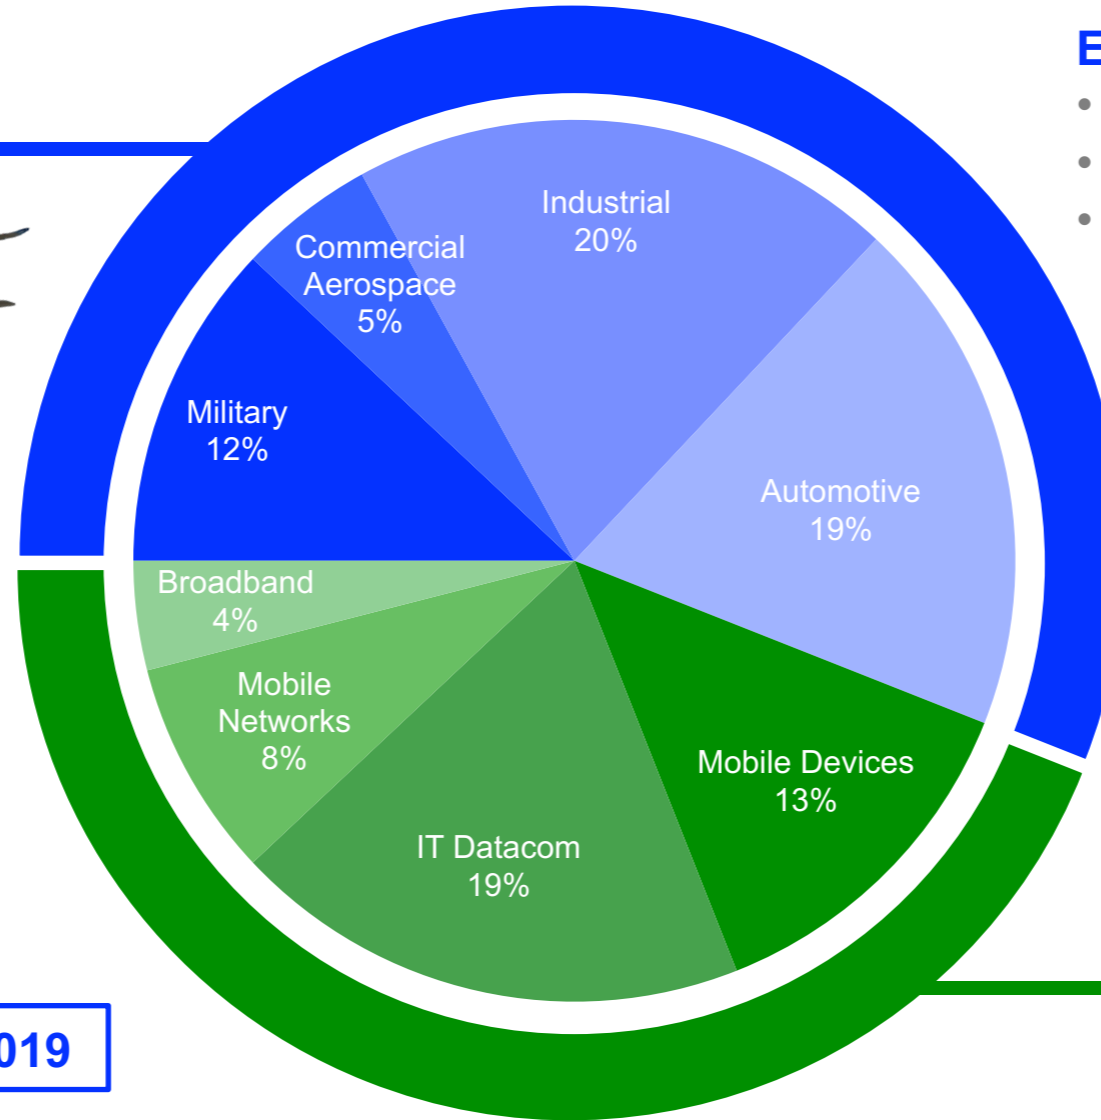 E
Industrial
20%
Commercial
Aerospace
5%
Military
12%
Automotive
19%
Broadband
4%
Mobile
Networks
8%
Mobile Devices
13%
IT Datacom
19%
019